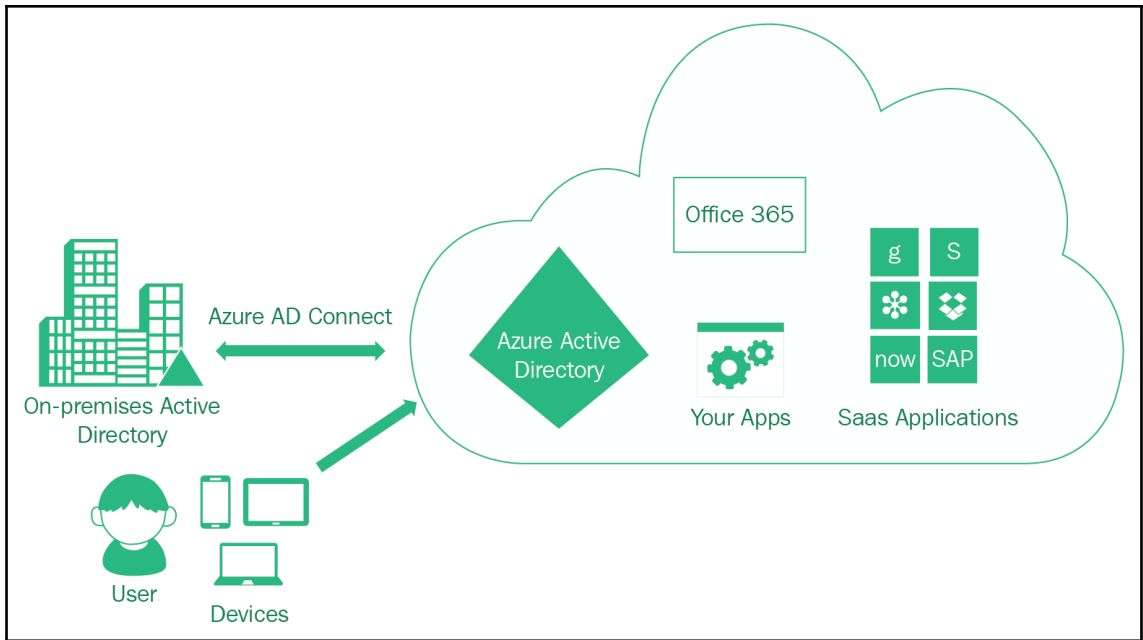 Office 365
g
S
Azure AD Connect
Azure Active
Directory
now
SAP
On-premises Active
Directory
Your Apps
Saas Applications
User
Devices